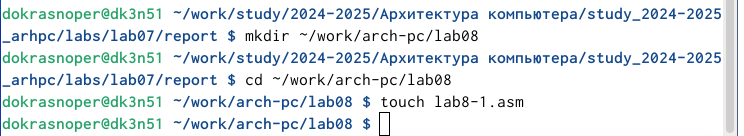 dokrasnoper@dk3n51 ~/work/study/2024-2025/Архитектура компьютера/study_2024-2025
_arhpc/labs/lab07/report $ mkdir ~/work/arch-pc/lab08
dokrasnoper@dk3n51 ~/work/study/2024-2025/Архитектура компьютера/study_2024-2025
_arhpc/labs/lab07/report $ cd ~/work/arch-pc/lab08
dokrasnoper@dk3n51 ~/work/arch-pc/lab08 $ touch lab8-1.asm
dokrasnoper@dk3n51 ~/work/arch-pc/lab08 $